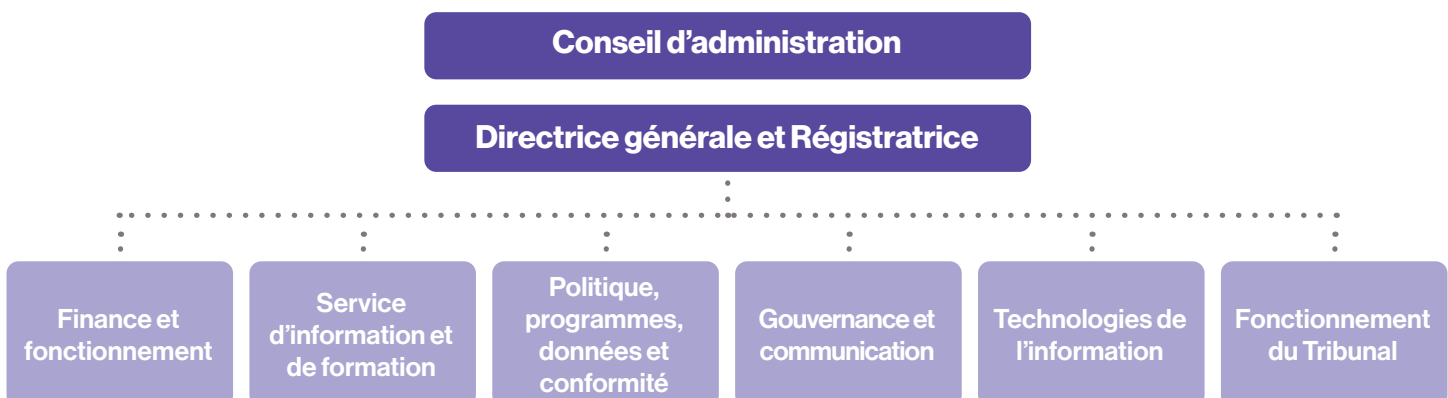 Conseil d’administration
Directrice générale et Régistratrice
Finance et
fonctionnement
Service
d’information et
de formation
Politique,
programmes,
données et
conformité
Gouvernance et
communication
Technologies de
l’information
Fonctionnement
du Tribunal